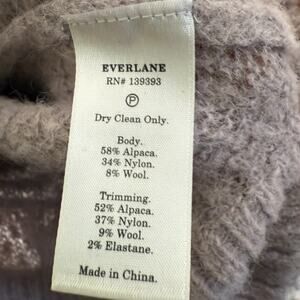 EVERLANE
RN# 139393
P
Dry Clean Only.
Body.
58% Alpaca.
34% Nylon.
8% Wool.
Trimming.
52% Alpaca.
37% Nylon.
9% Wool.
2% Elastane.
Made in China.